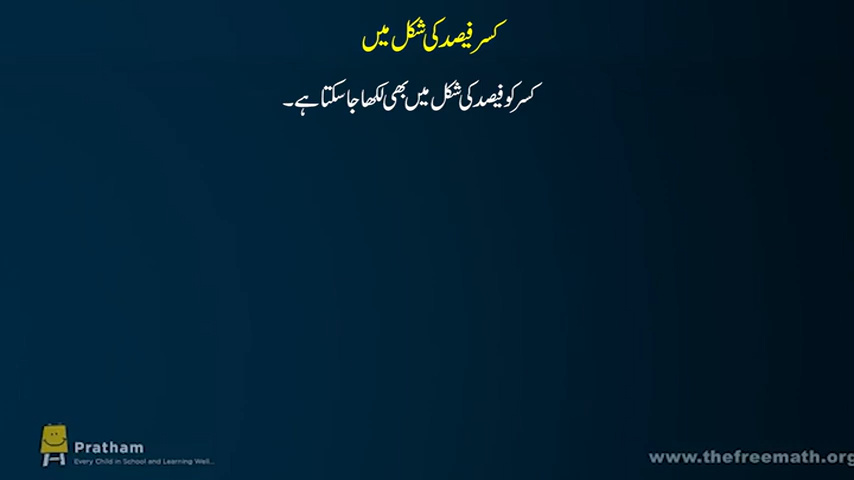 کسر فیصد کی شکل میں
کسر کو فیصد کی شکل میں بھی لکھا جا سکتا ہے۔
Pratham
Every Child in School and Learning Well...
www.thefreemath.org